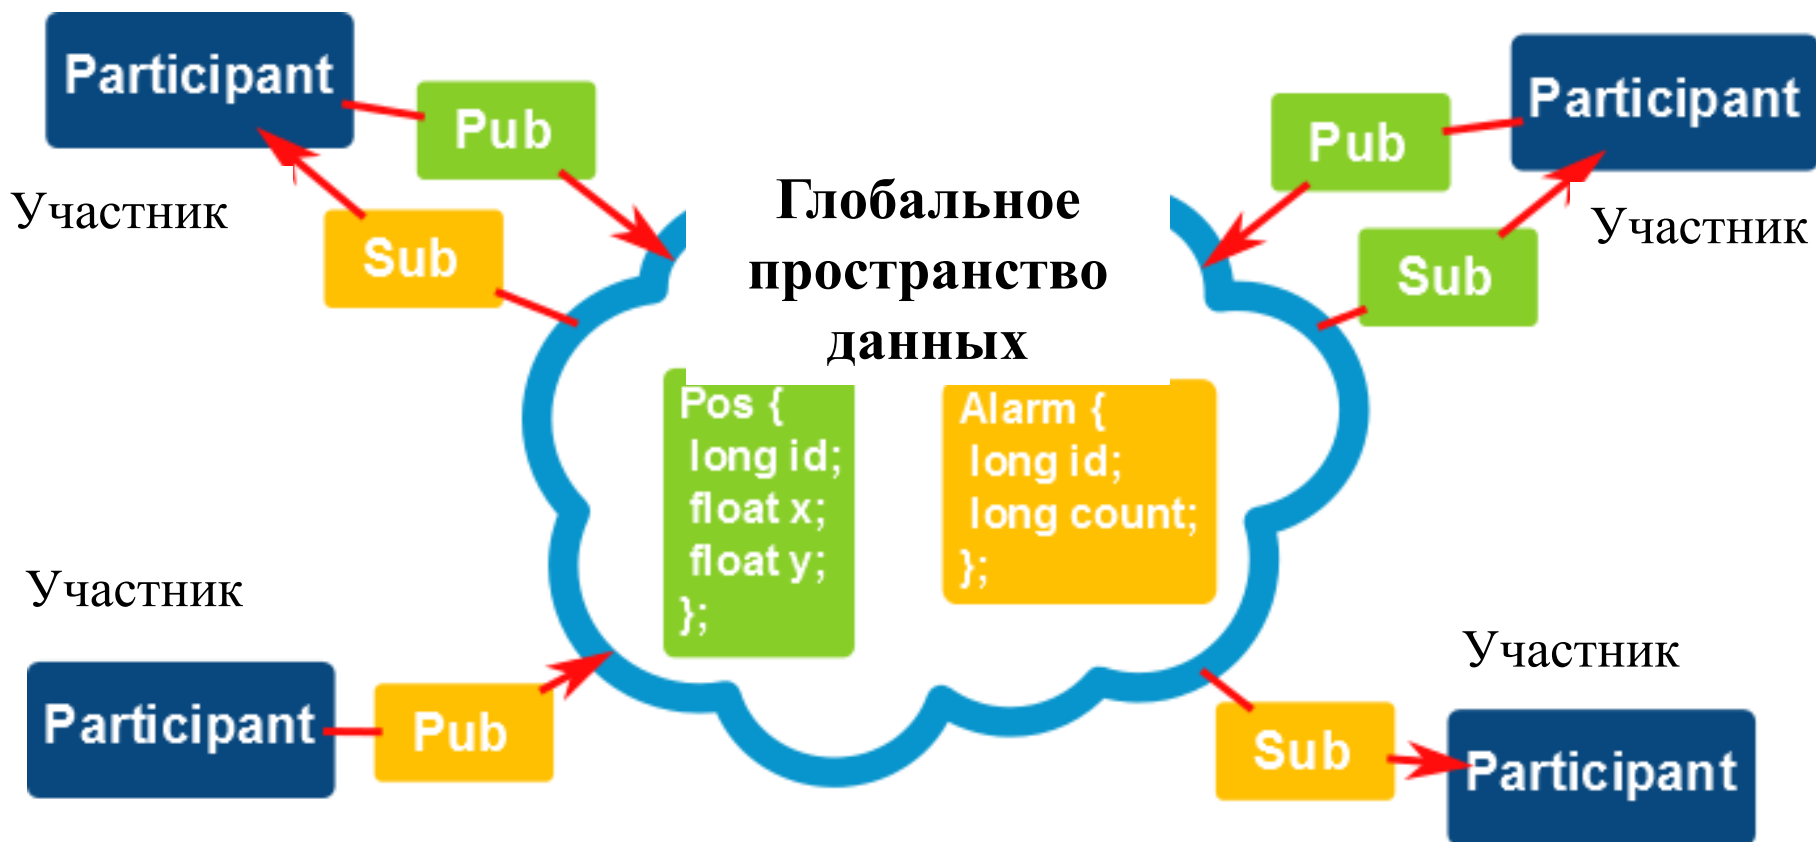 Participant
Pub
Участник
Sub
Глобальное
пространство
данных
Pub
Participant
Участник
Sub
Pos {
long id;
float x;
float y;
};
Alarm {
long id;
long count;
};
Участник
Participant
Pub
Участник
Sub
Participant